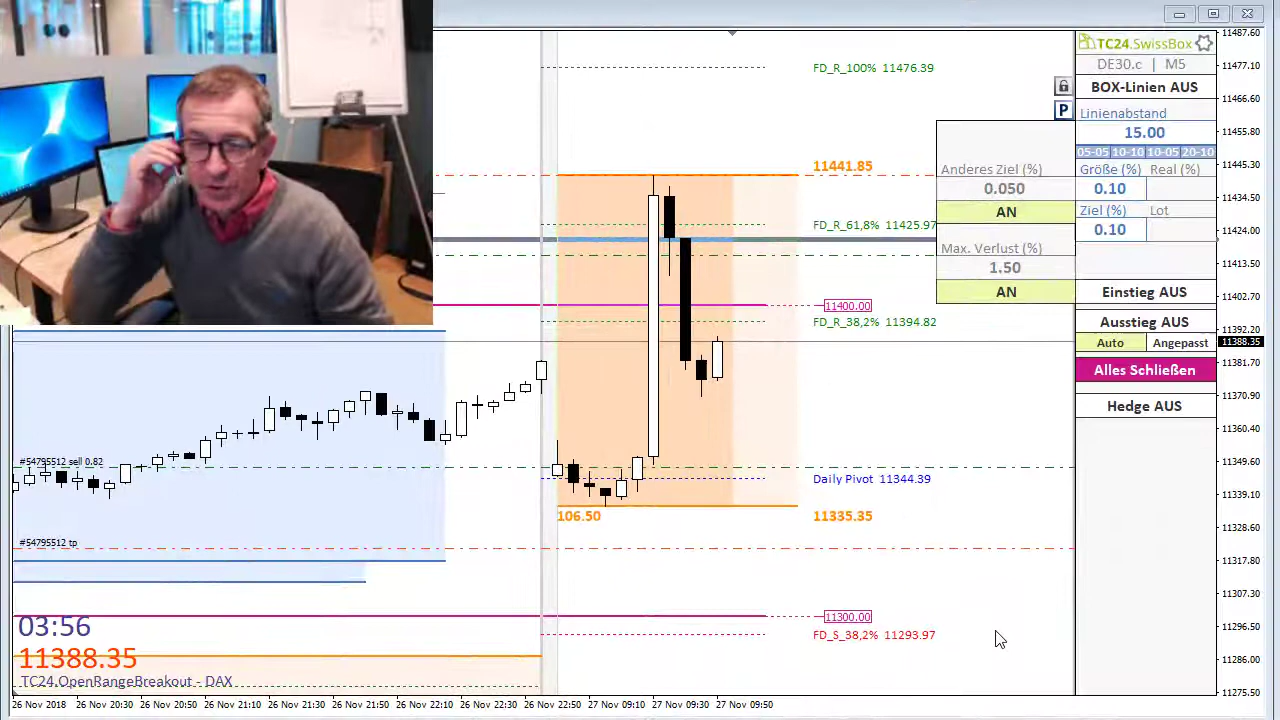 11487.60
FD_R_100% 11476.39
TC24.SwissBox
DE30.c | M5
11477.10
P
BOX-Linien AUS
11466.60
Linienabstand
15.00
11455.80
05-05 10-10 10-05 20-10
11441.85
Anderes Ziel (%)
0.050
AN
Größe (%) Real (%)
0.10
11445.30
11434.50
Ziel (%) Lot
0.10
FD_R_61,8% 11425.97
11424.00
Max. Verlust (%)
1.50
AN
11413.50
Einstieg AUS
11400.00
11402.70
FD_R_38,2% 11394.82
Ausstieg AUS
11392.20
Auto Angepasst
11388.35
Alles Schließen
11381.70
11370.90
Hedge AUS
11360.40
#54795512 sell 0.82
11349.60
Daily Pivot 11344.39
11339.10
106.50
11335.35
11328.60
#54795512 tp
11317.80
11307.30
11300.00
11296.50
FD_S_38,2% 11293.97
03:56
11388.35
TC24.OpenRangeBreakout - DAX
11286.00
11275.50
26 Nov 2018 26 Nov 20:30 26 Nov 20:50 26 Nov 21:10 26 Nov 21:30 26 Nov 21:50 26 Nov 22:10 26 Nov 22:30 26 Nov 22:50 27 Nov 09:10 27 Nov 09:30 27 Nov 09:50